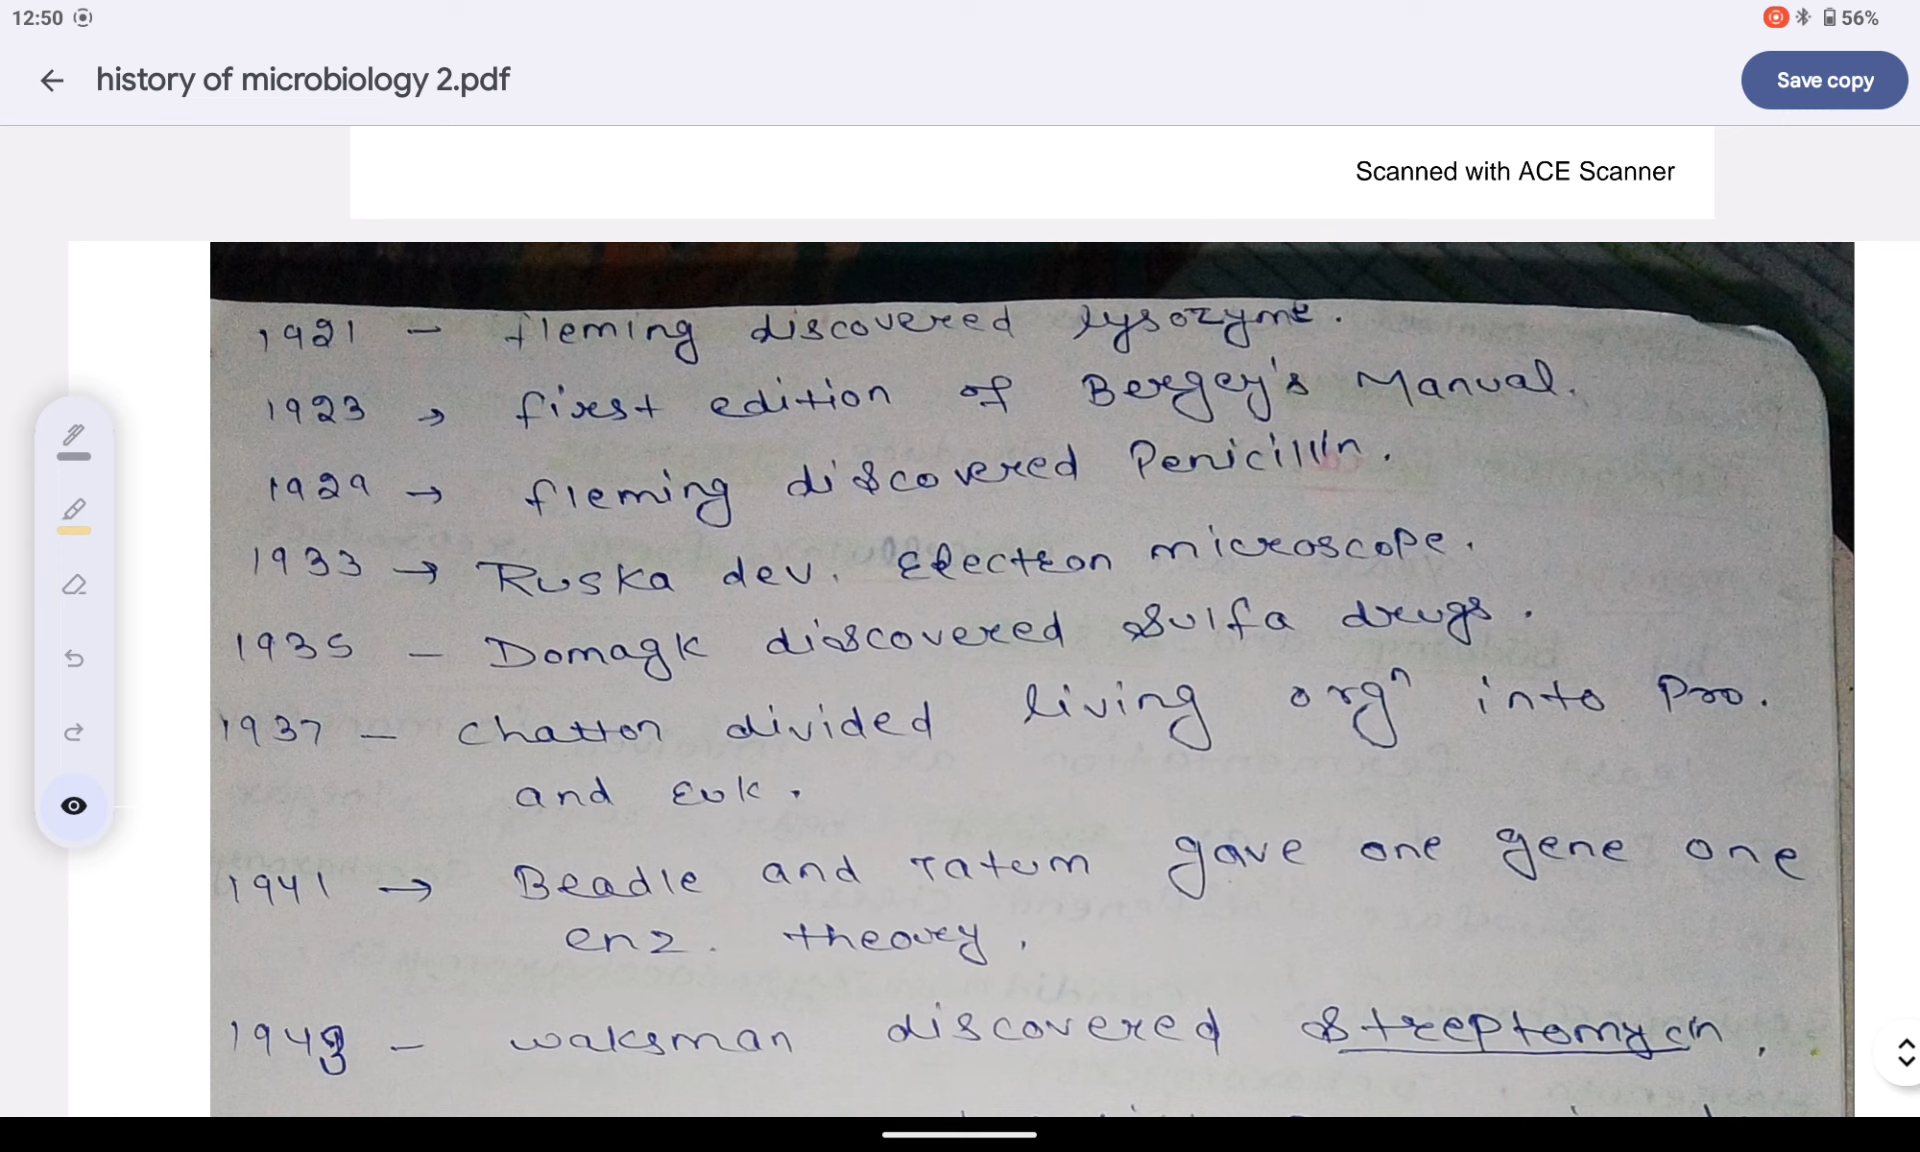 12:50
56%
history of microbiology 2.pdf
Save copy
Scanned with ACE Scanner
1921 - fleming discovered lysozyme.
1923 → first edition of Bergey's Manual.
1929 → fleming discovered Penicillin.
1933 → Ruska dev. Electron microscope.
1935 - Domagk discovered Sulfa drugs.
1937 - Chatton divided living orgⁿ into Pro.
and Euk.
1941 → Beadle and Tatum gave one gene one
enz. theory.
1943 - waksman discovered Streptomycin.